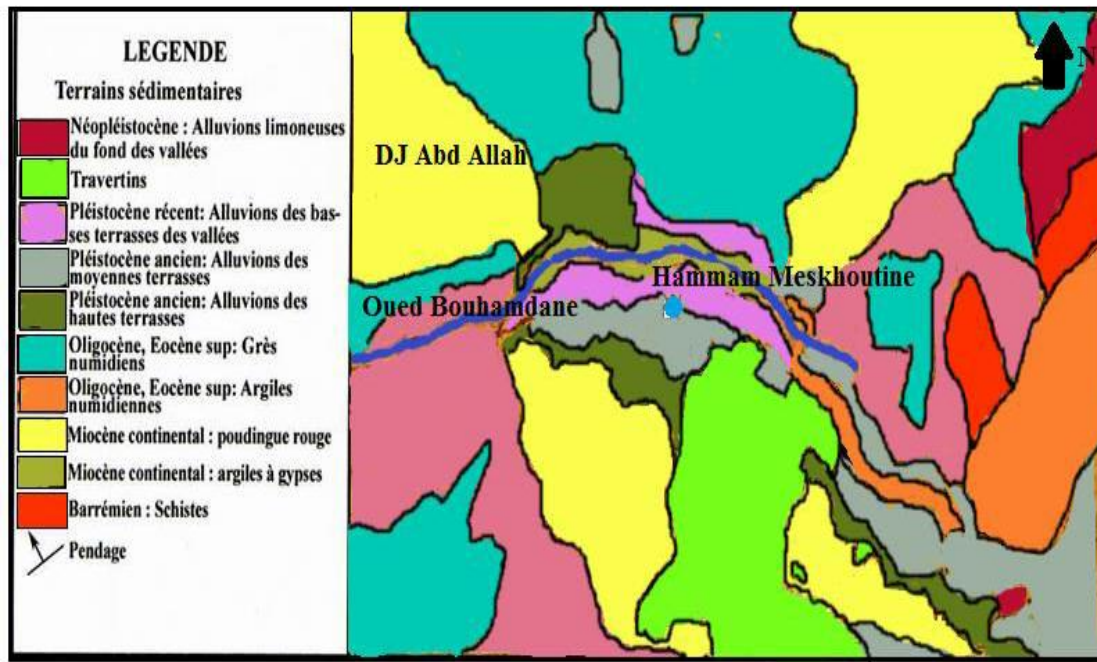 LEGENDE
Terrains sédimentaires
Néopléistocène : Alluvions limoneuses
du fond des vallées
Travertins
Pléistocène récent: Alluvions des bas-
ses terrasses des vallées
Pléistocène ancien: Alluvions des
moyennes terrasses
Pléistocène ancien: Alluvions des
hautes terrasses
Oligocène, Eocène sup: Grès
numidiens
Oligocène, Eocène sup: Argiles
numidiennes
Miocène continental : poudingue rouge
Miocène continental : argiles à gypses
Barrémien : Schistes
Pendage
N
DJ Abd Allah
Hammam Meskhoutine
Oued Bouhamdane